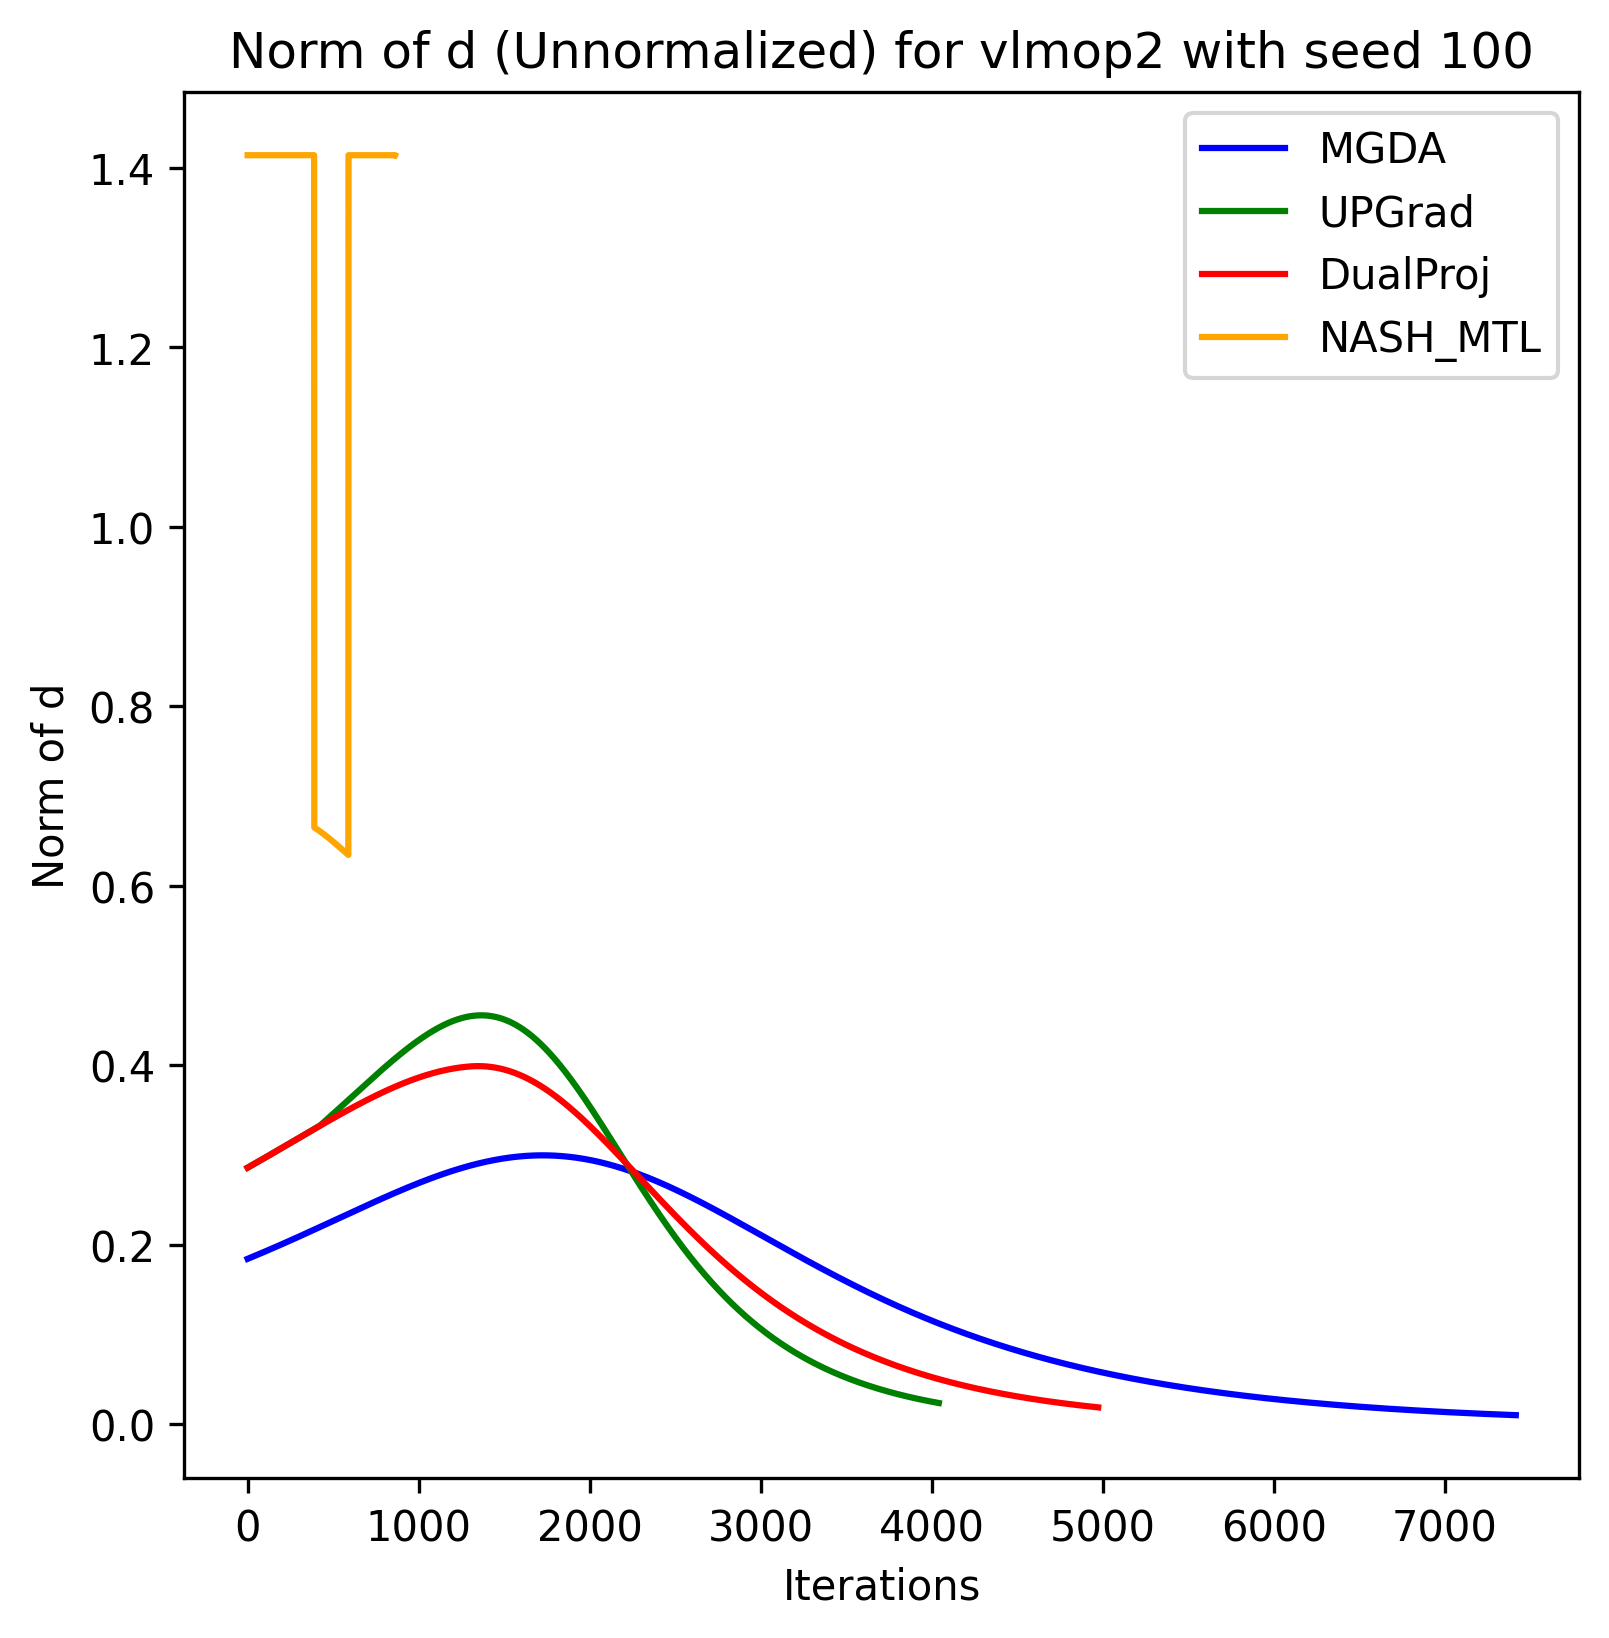 Norm of d (Unnormalized) for vlmop2 with seed 100
MGDA
UPGrad
DualProj
NASH_MTL
Norm of d
1.4
1.2
1.0
0.8
0.6
0.4
0.2
0.0
0 1000 2000 3000 4000 5000 6000 7000
Iterations